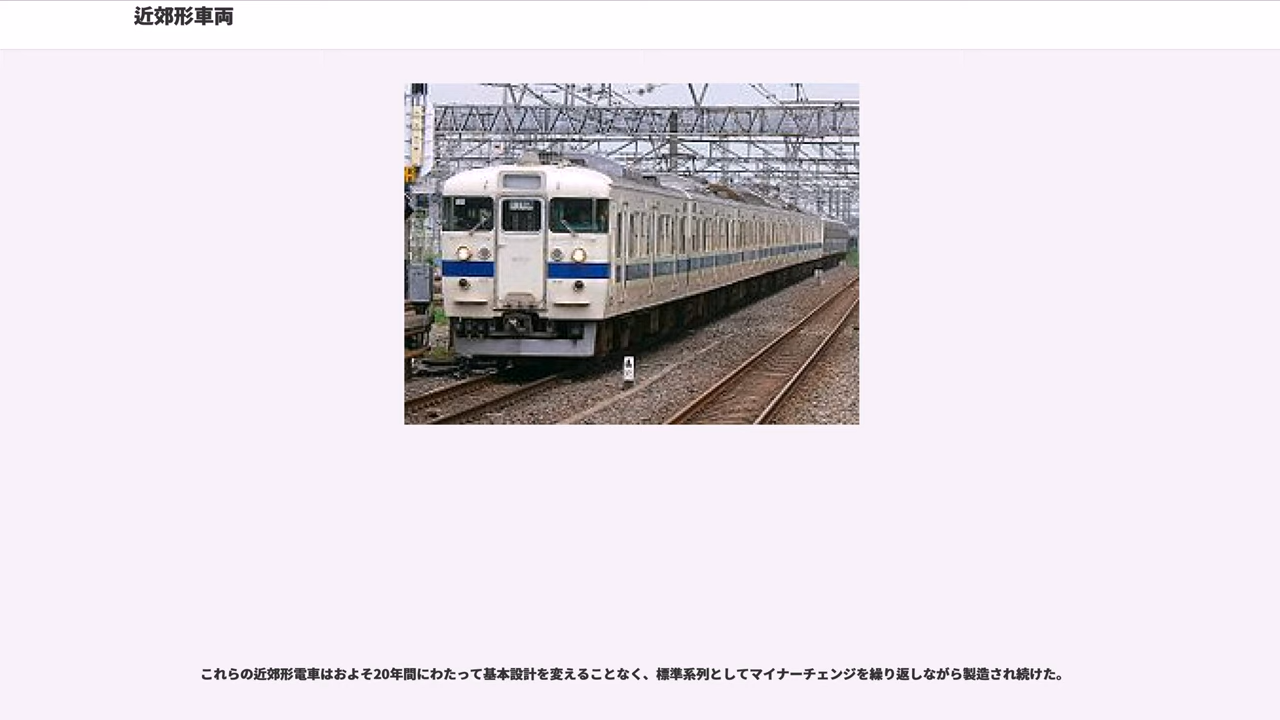 近郊形車両
これらの近郊形電車はおよそ20年間にわたって基本設計を変えることなく、標準系列としてマイナーチェンジを繰り返しながら製造され続けた。